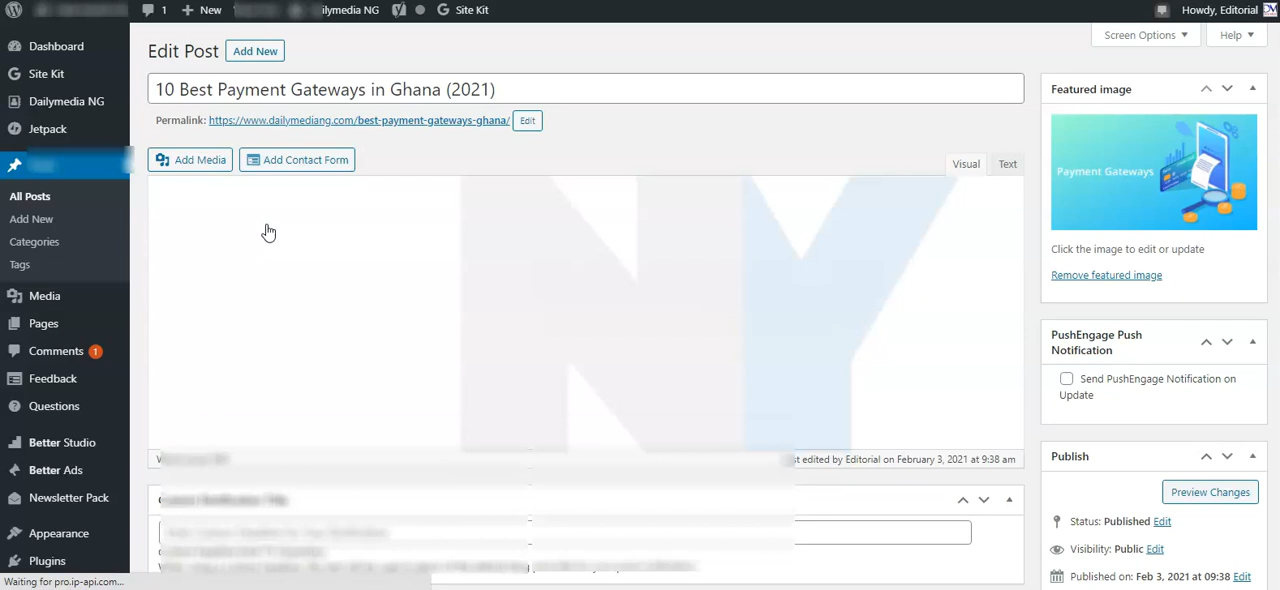 1 New ilymedia NG Site Kit Howdy, Editorial
Dashboard
Site Kit
Dailymedia NG
Jetpack
All Posts
Add New
Categories
Tags
Media
Pages
Comments 1
Feedback
Questions
Better Studio
Better Ads
Newsletter Pack
Appearance
Plugins
Waiting for pro.ip-api.com...
Screen Options Help
Edit Post Add New
10 Best Payment Gateways in Ghana (2021)
Permalink: https://www.dailymediang.com/best-payment-gateways-ghana/ Edit
Add Media Add Contact Form Visual Text
NY
st edited by Editorial on February 3, 2021 at 9:38 am
Featured image
Payment Gateways
Click the image to edit or update
Remove featured image
PushEngage Push
Notification
Send PushEngage Notification on
Update
Publish
Preview Changes
Status: Published Edit
Visibility: Public Edit
Published on: Feb 3, 2021 at 09:38 Edit